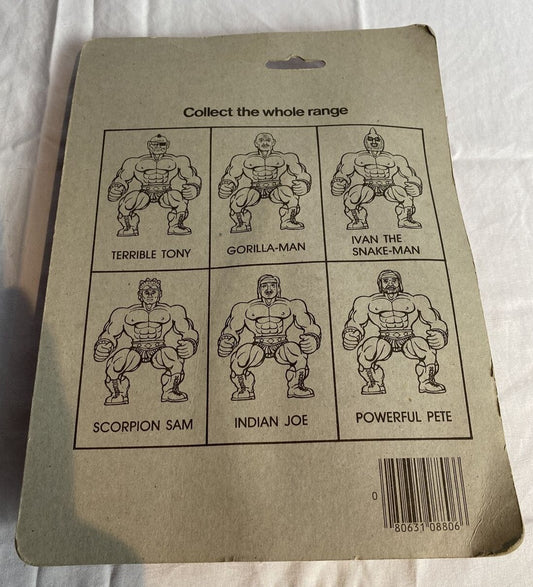 Collect the whole range
TERRIBLE TONY
GORILLA-MAN
IVAN THE
SNAKE-MAN
SCORPION SAM
INDIAN JOE
POWERFUL PETE
0
80631 08806